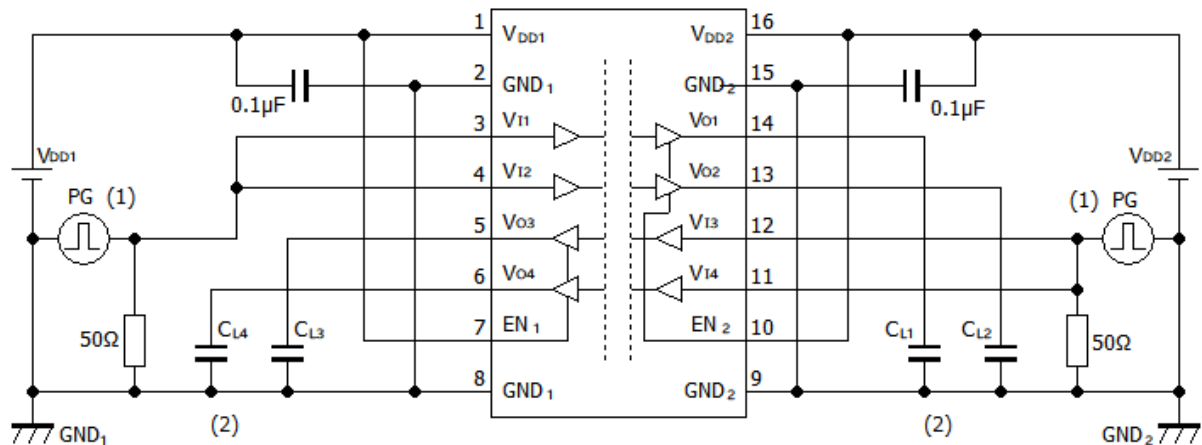 1 VDD1 VDD2 16
2 GND1 GND2 15
0.1µF 0.1µF
3 VI1 VO1 14
VDD1 VDD2
4 VI2 VO2 13
PG (1) (1) PG
5 VO3 VI3 12
6 VO4 VI4 11
50Ω CL4 CL3 7 EN1 EN2 10 CL1 CL2 50Ω
8 GND1 GND2 9
GND1 (2) (2) GND2